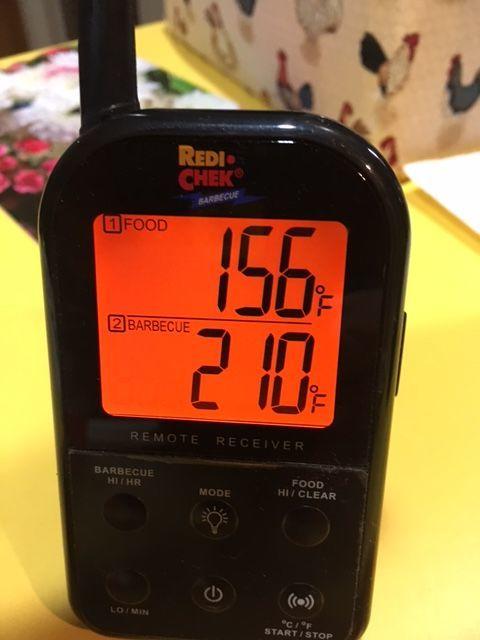 REDI
CHEK®
BARBECUE
1 FOOD
156°F
2 BARBECUE
210°F
REMOTE RECEIVER
BARBECUE
HI/HR
MODE
FOOD
HI/CLEAR
LO/MIN
°C/°F
START/STOP